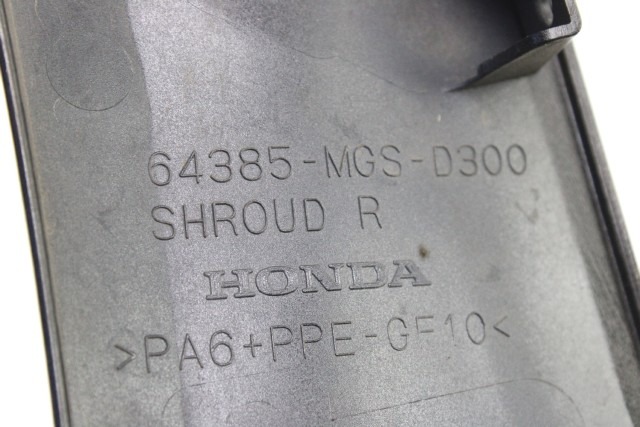 64385-MGS-D300
SHROUD R
HONDA
>PA6+PPE-GF10<